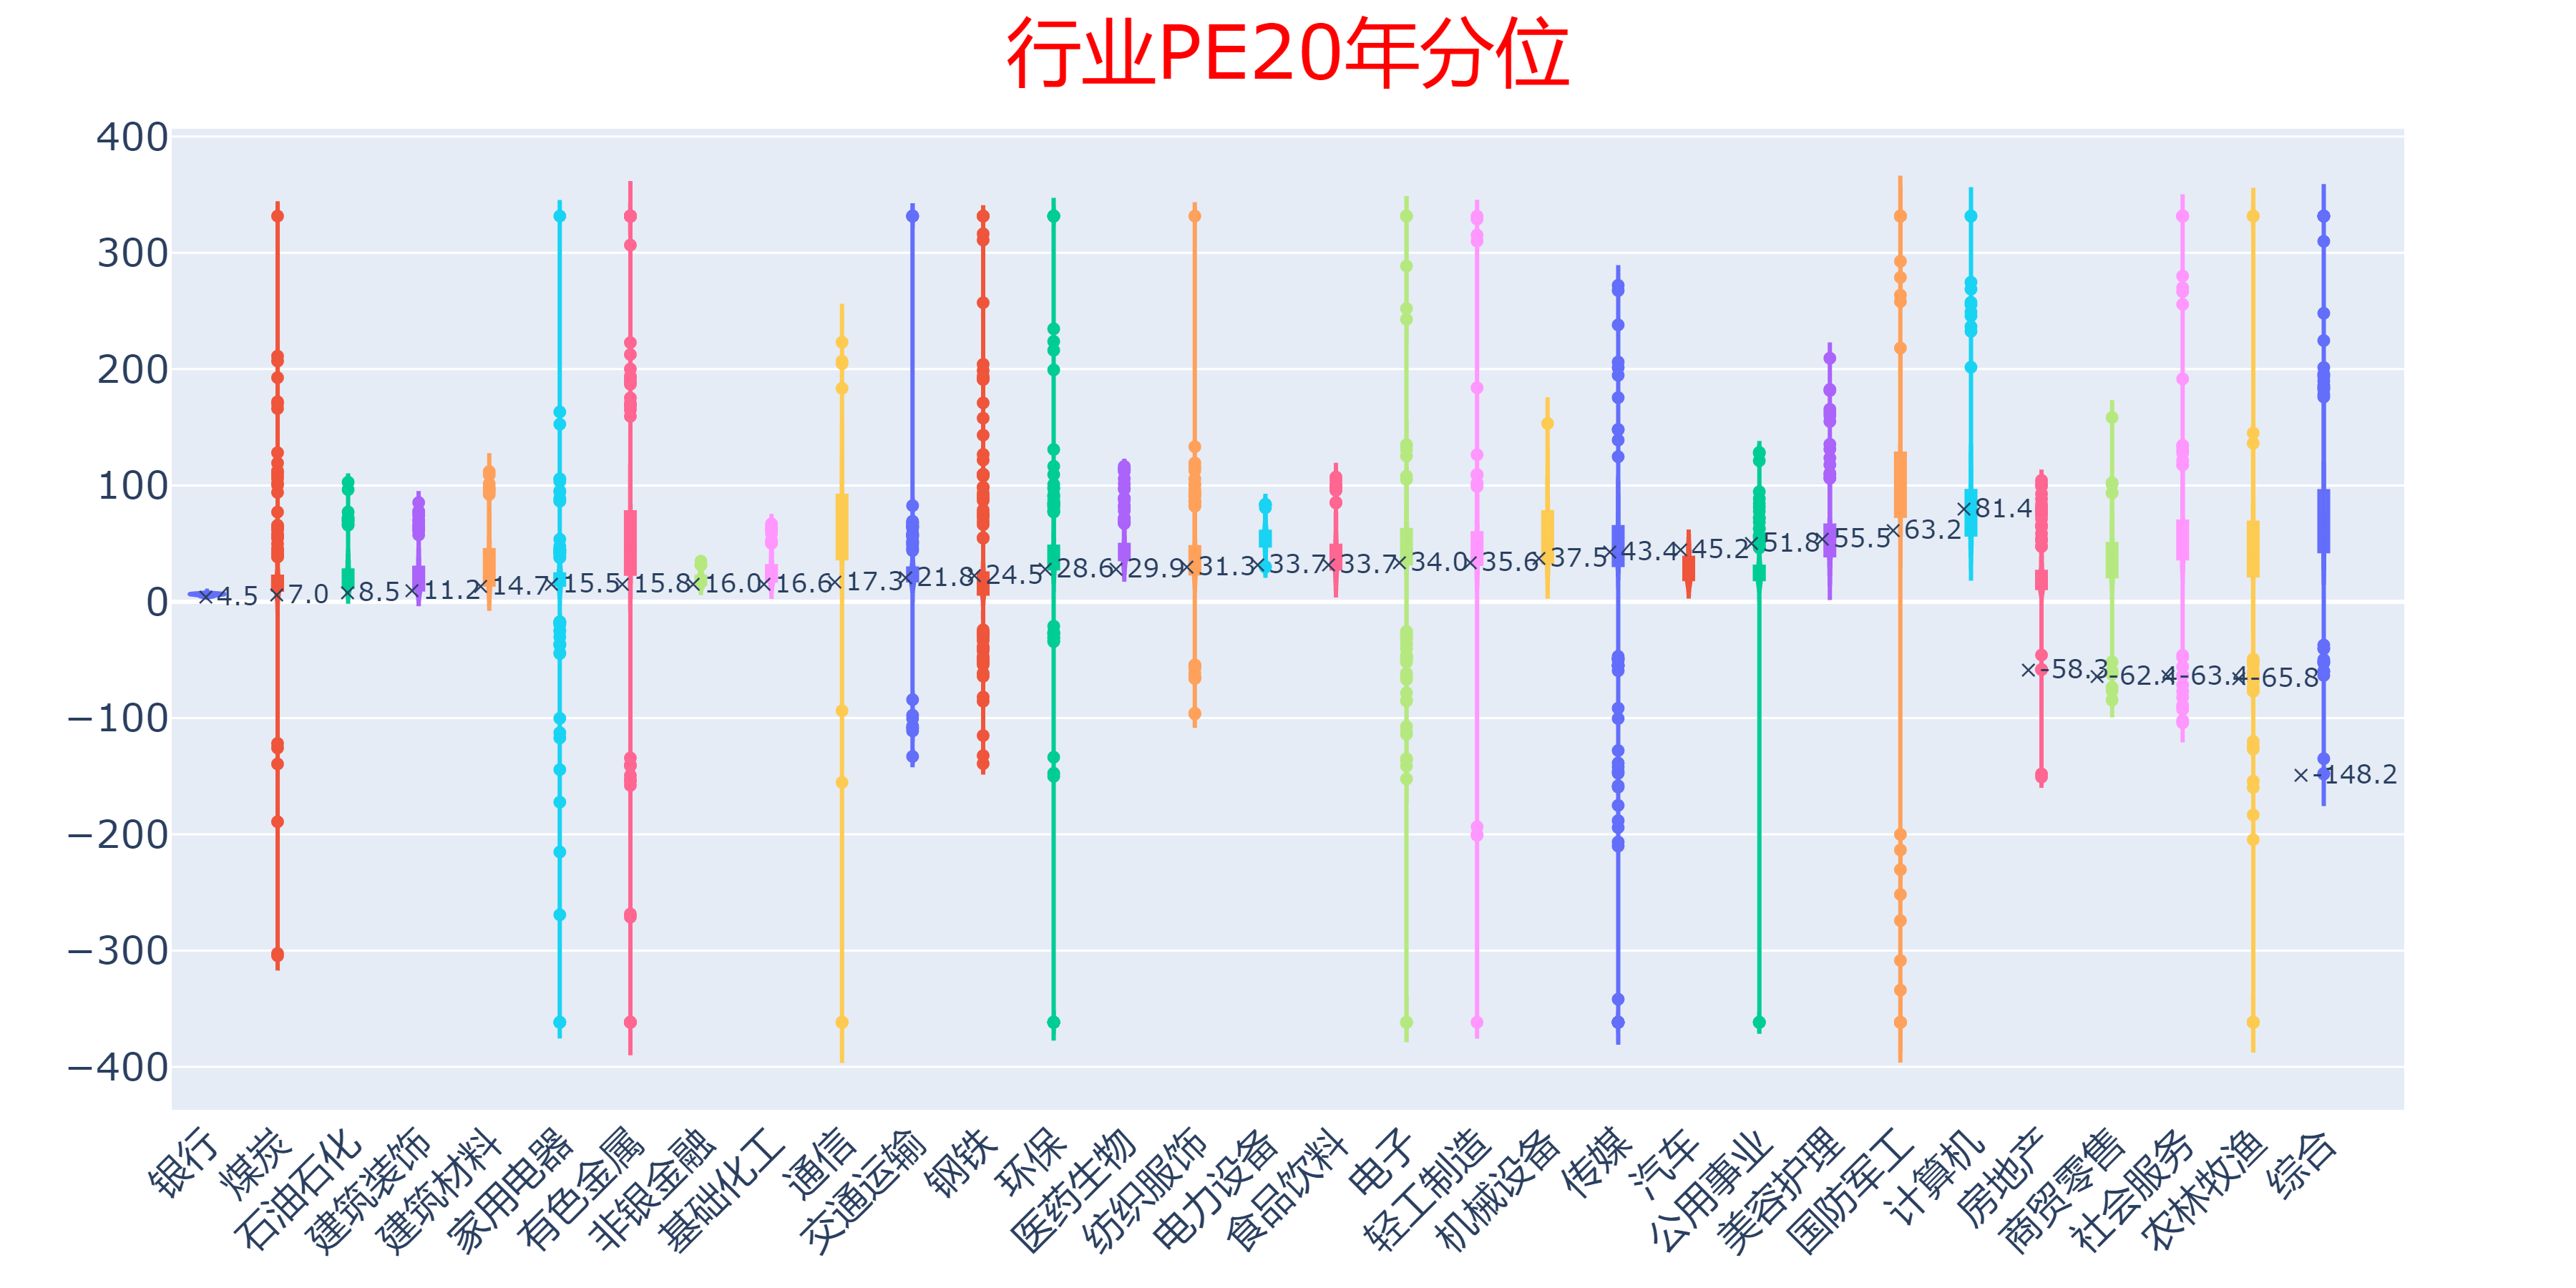 行业PE20年分位
400
300
200
100
0
−100
−200
−300
−400
4.5
7.0
8.5
11.2
14.7
15.5
15.8
16.0
16.6
17.3
21.8
24.5
28.6
29.9
31.3
33.7
33.7
34.0
35.6
37.5
43.4
45.2
51.8
55.5
63.2
81.4
-58.3
-62.4
-63.4
-65.8
-148.2
银行
煤炭
石油石化
建筑装饰
建筑材料
家用电器
有色金属
非银金融
基础化工
通信
交通运输
钢铁
环保
医药生物
纺织服饰
电力设备
食品饮料
电子
轻工制造
机械设备
传媒
汽车
公用事业
美容护理
国防军工
计算机
房地产
商贸零售
社会服务
农林牧渔
综合